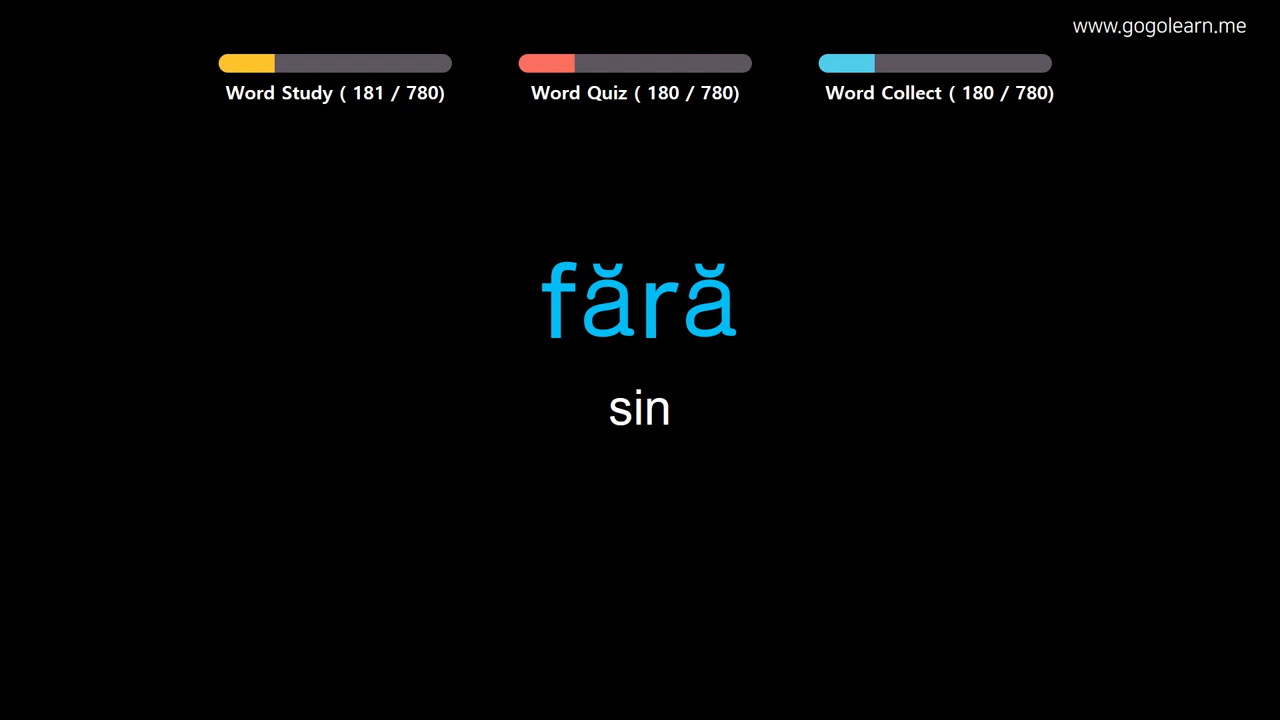 www.gogolearn.me
Word Study ( 181 / 780)
Word Quiz ( 180 / 780)
Word Collect ( 180 / 780)
fără
sin